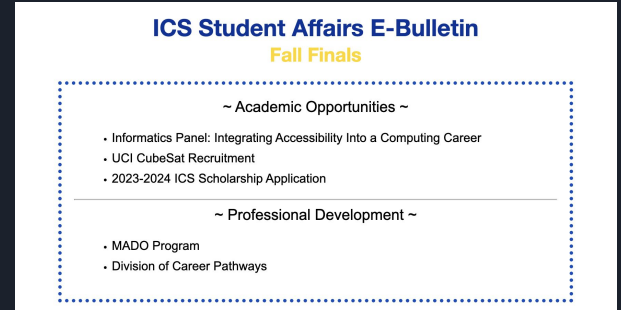 ICS Student Affairs E-Bulletin
Fall Finals
~ Academic Opportunities ~
• Informatics Panel: Integrating Accessibility Into a Computing Career
• UCI CubeSat Recruitment
• 2023-2024 ICS Scholarship Application
~ Professional Development ~
• MADO Program
• Division of Career Pathways